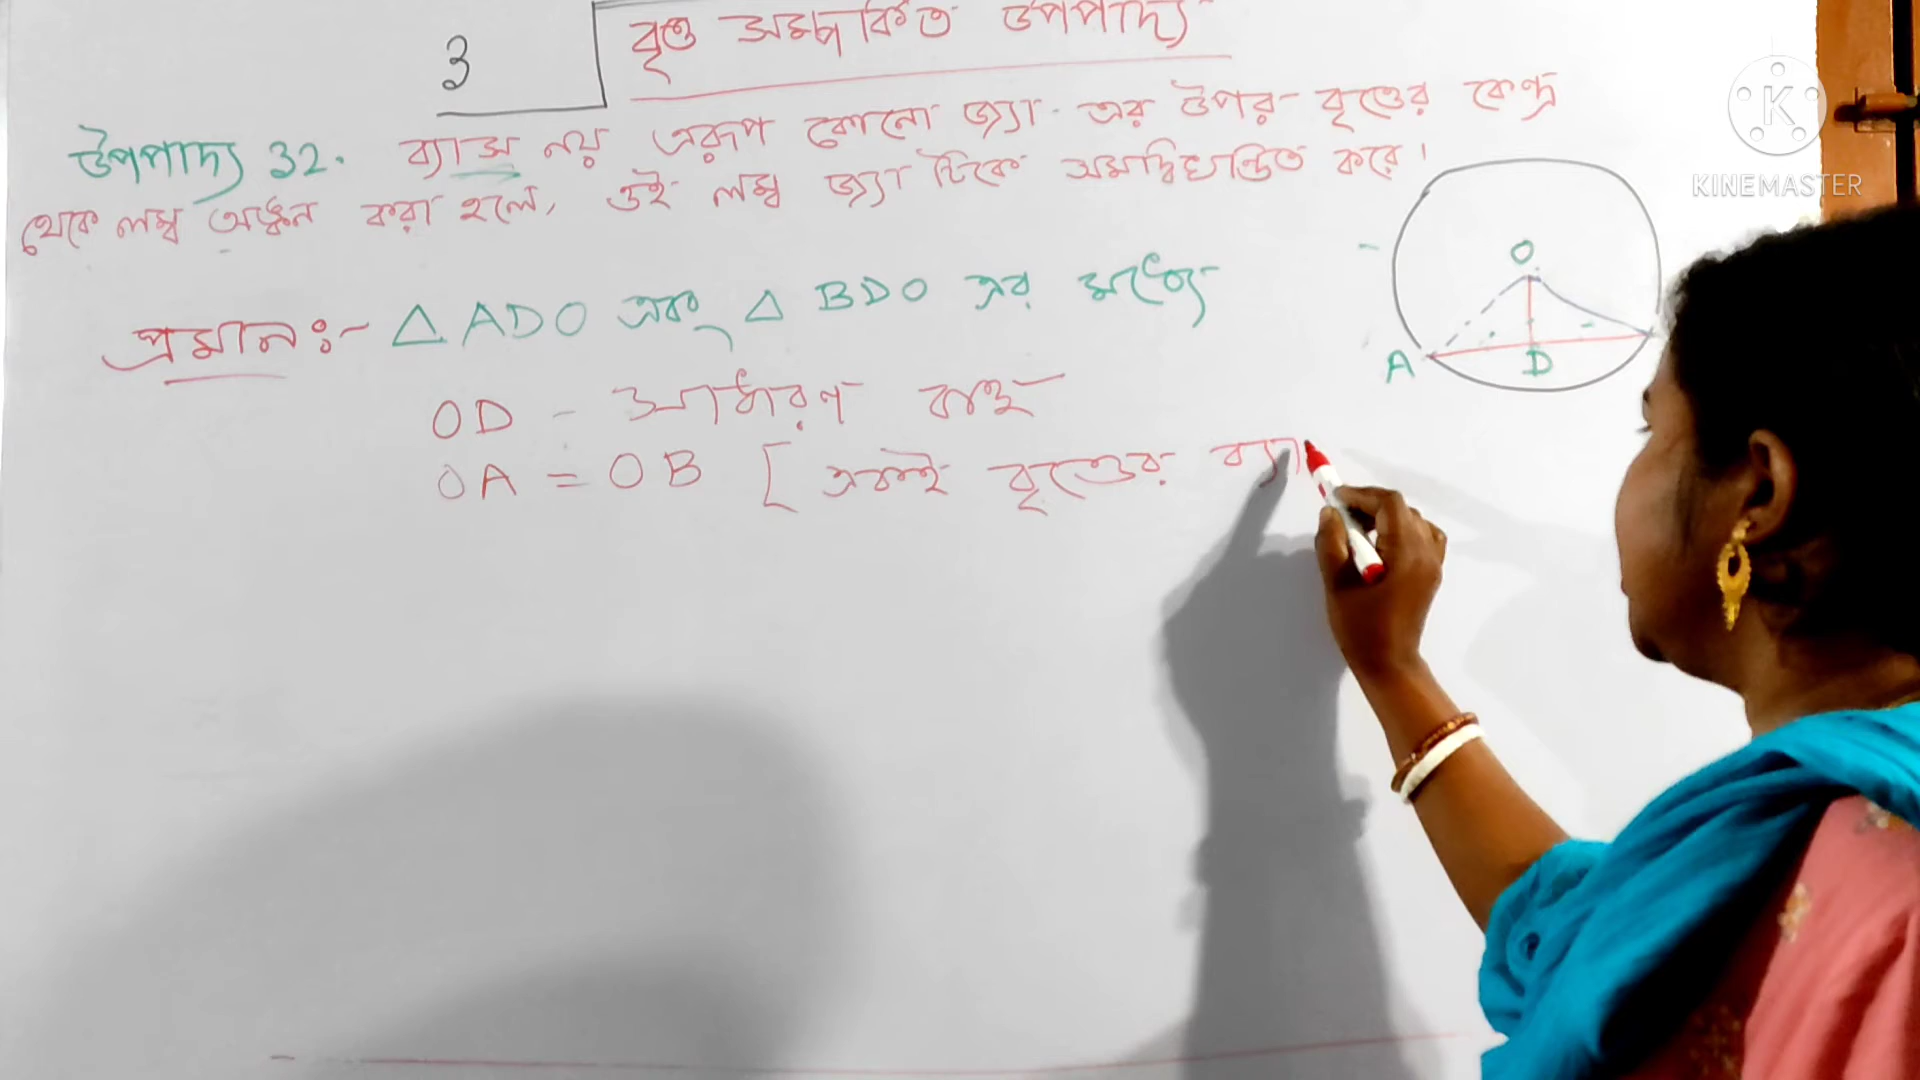 3
বৃত্ত সম্পর্কিত উপপাদ্য
উপপাদ্য 32. ব্যাস নয় এরূপ কোনো জ্যা-এর উপর বৃত্তের কেন্দ্র
থেকে লম্ব অঙ্কন করা হলে, ওই লম্ব জ্যা টিকে সমদ্বিখণ্ডিত করে।
প্রমান:- △ ADO এবং △ BDO এর মধ্যে
OD - সাধারণ বাহু
OA = OB [ একই বৃত্তের ব্যা
O
A
D
K
KINEMASTER